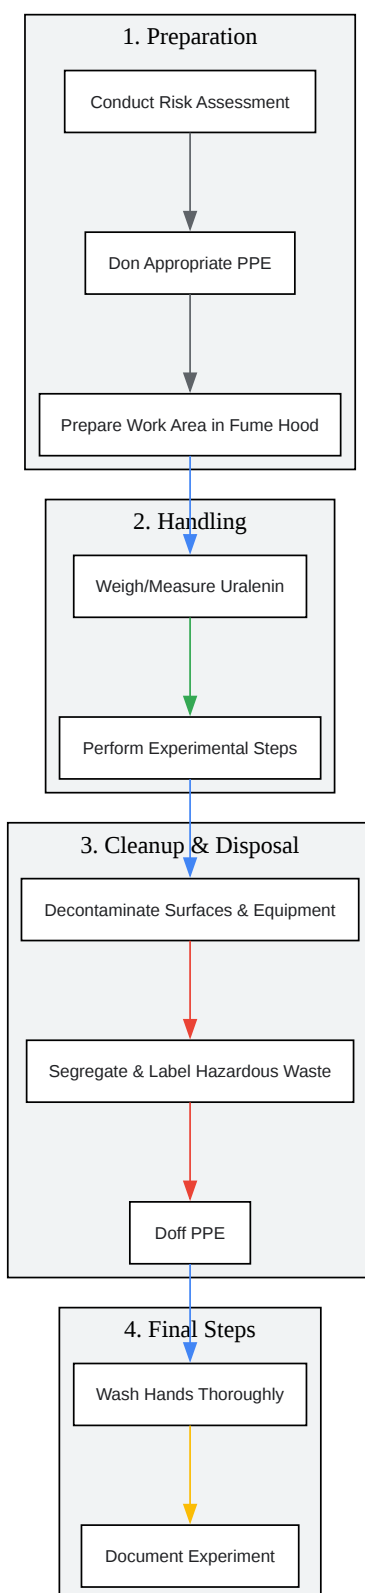 1. Preparation
Conduct Risk Assessment
Don Appropriate PPE
Prepare Work Area in Fume Hood
2. Handling
Weigh/Measure Uralenin
Perform Experimental Steps
3. Cleanup & Disposal
Decontaminate Surfaces & Equipment
Segregate & Label Hazardous Waste
Doff PPE
4. Final Steps
Wash Hands Thoroughly
Document Experiment